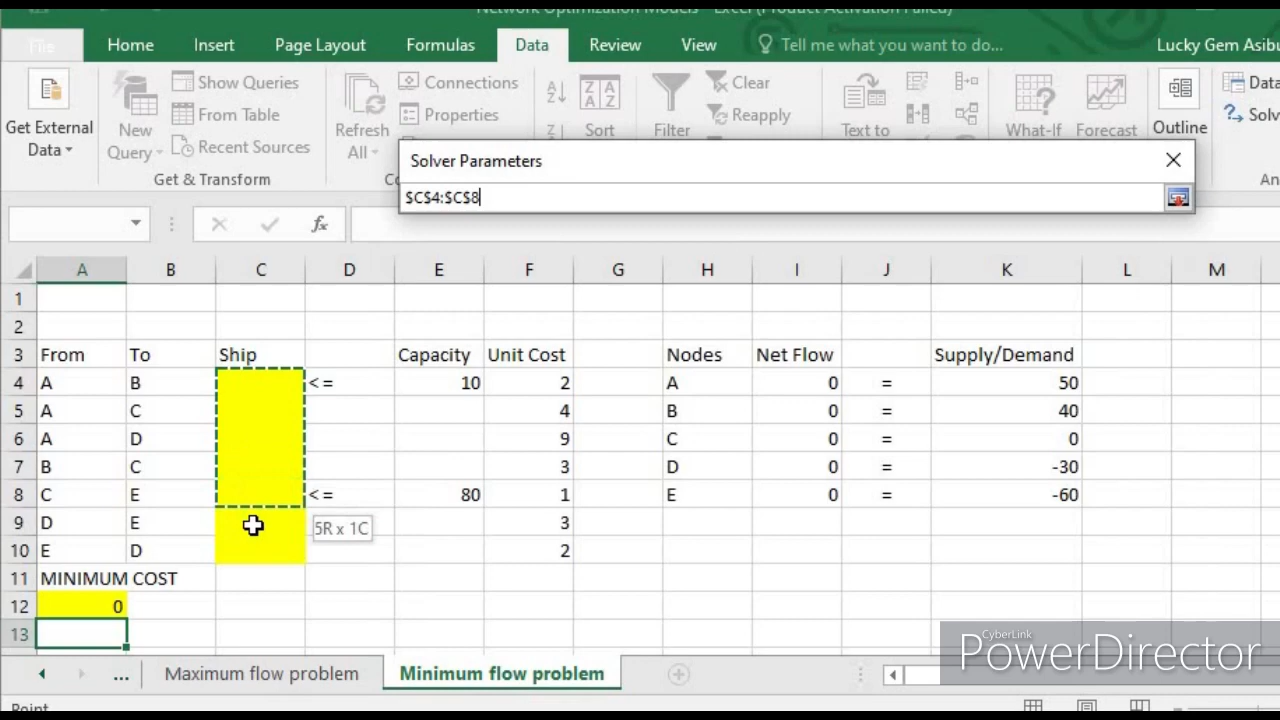 Network Optimization Models - Excel (Product Activation Failed)
File Home Insert Page Layout Formulas Data Review View Tell me what you want to do... Lucky Gem Asibu
Show Queries Connections Clear Data
From Table Properties Reapply Solv
Get External Data New Query Recent Sources Refresh All Sort Filter Text to What-If Forecast Outline
Get & Transform Co An
Solver Parameters
$C$4:$C$8
fx
A B C D E F G H I J K L M
1
2
3 From To Ship Capacity Unit Cost Nodes Net Flow Supply/Demand
4 A B <= 10 2 A 0 = 50
5 A C 4 B 0 = 40
6 A D 9 C 0 = 0
7 B C 3 D 0 = -30
8 C E <= 80 1 E 0 = -60
9 D E 5R x 1C 3
10 E D 2
11 MINIMUM COST
12 0
13
CyberLink
PowerDirector
... Maximum flow problem Minimum flow problem
Point